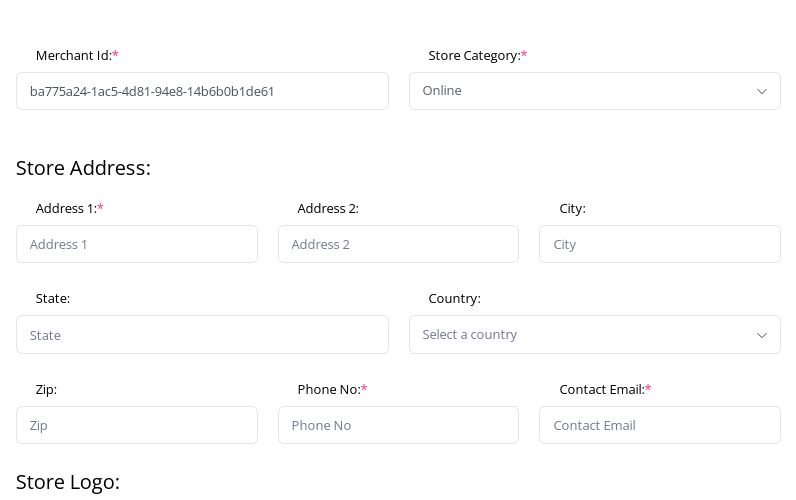 Merchant Id:* Store Category:*
ba775a24-1ac5-4d81-94e8-14b6b0b1de61 Online
Store Address:
Address 1:* Address 2: City:
Address 1 Address 2 City
State: Country:
State Select a country
Zip: Phone No:* Contact Email:*
Zip Phone No Contact Email
Store Logo: